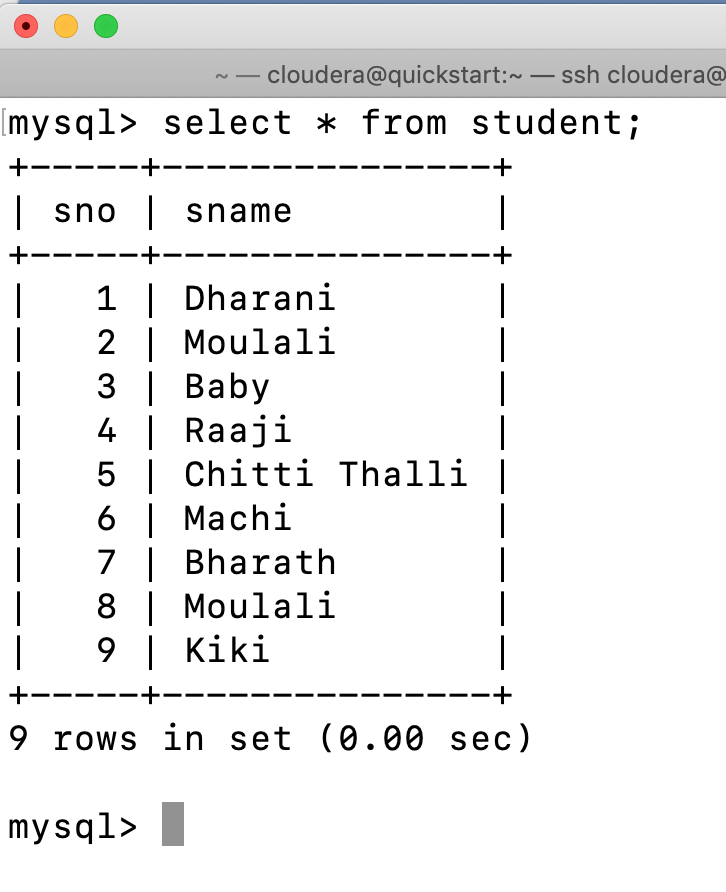 ~ — cloudera@quickstart:~ — ssh cloudera@
mysql> select * from student;
+-----+---------------+
| sno | sname         |
+-----+---------------+
|   1 | Dharani       |
|   2 | Moulali       |
|   3 | Baby          |
|   4 | Raaji         |
|   5 | Chitti Thalli |
|   6 | Machi         |
|   7 | Bharath       |
|   8 | Moulali       |
|   9 | Kiki          |
+-----+---------------+
9 rows in set (0.00 sec)
mysql>